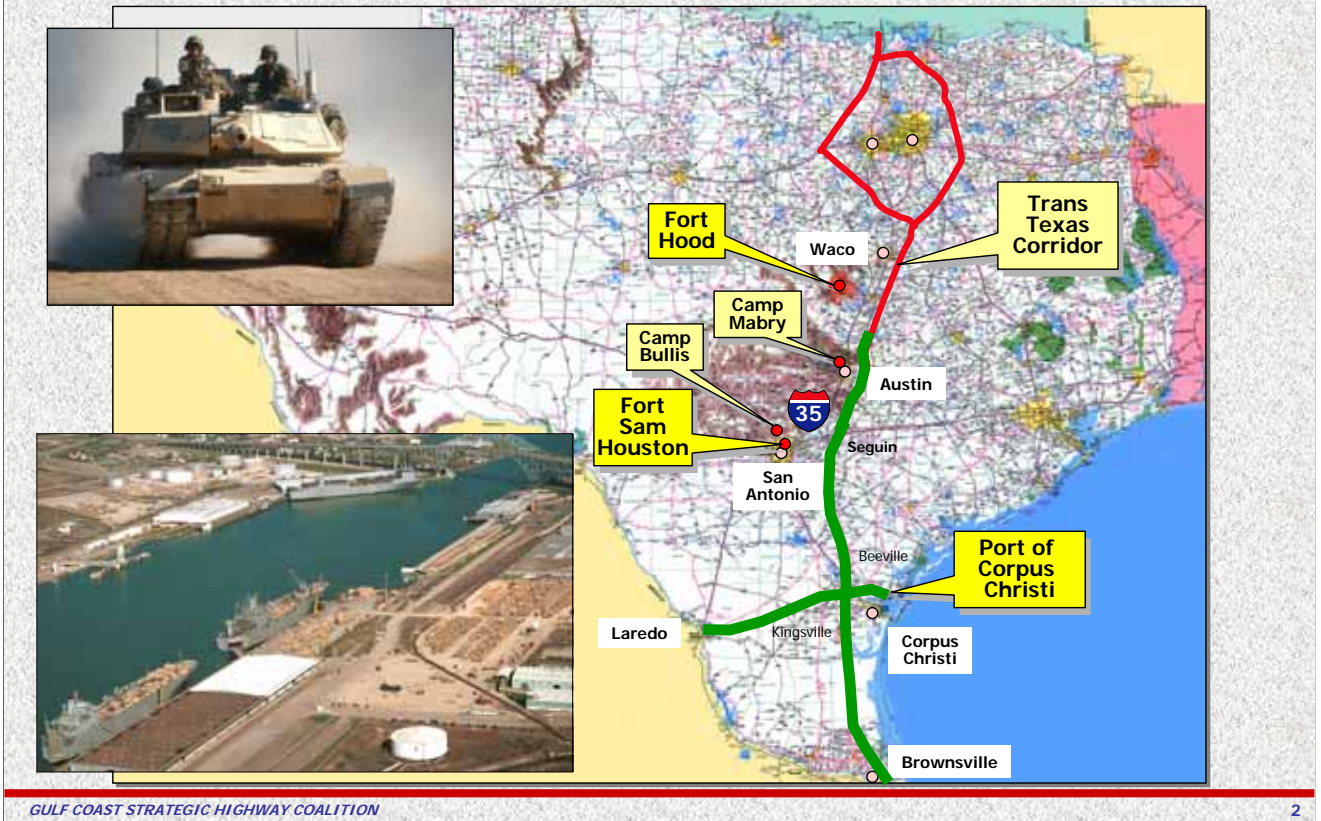 Fort
Hood
Waco
Trans
Texas
Corridor
Camp
Mabry
Camp
Bullis
Austin
35
Fort
Sam
Houston
Seguin
San
Antonio
Beeville
Port of
Corpus
Christi
Laredo
Kingsville
Corpus
Christi
Brownsville
GULF COAST STRATEGIC HIGHWAY COALITION
2